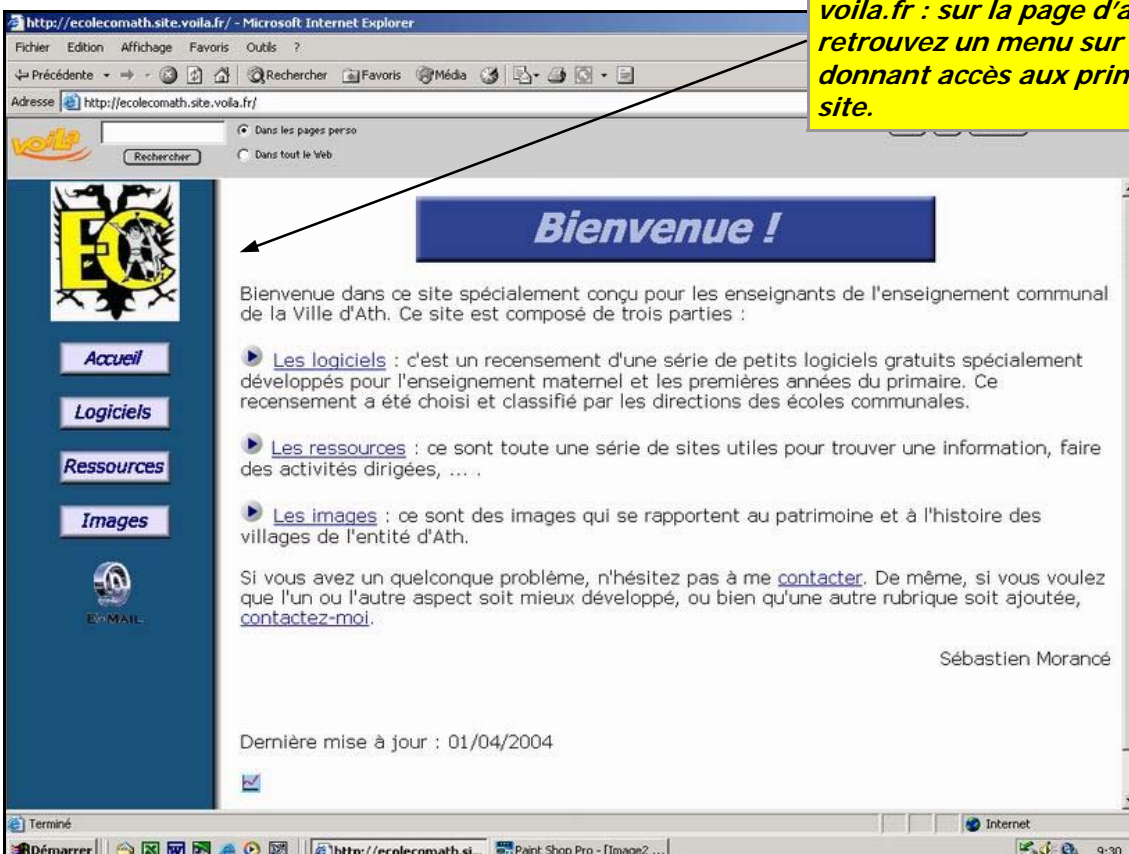 http://ecolecomath.site.voila.fr/ - Microsoft Internet Explorer
voila.fr : sur la page d'a
retrouvez un menu sur
donnant accès aux prin
site.
Fichier Edition Affichage Favoris Outils ?
Précédente Rechercher Favoris Média
Adresse http://ecolecomath.site.voila.fr/
voila
Rechercher
Dans les pages perso
Dans tout le Web
EC
Accueil
Logiciels
Ressources
Images
E-MAIL
Bienvenue !
Bienvenue dans ce site spécialement conçu pour les enseignants de l'enseignement communal
de la Ville d'Ath. Ce site est composé de trois parties :
Les logiciels : c'est un recensement d'une série de petits logiciels gratuits spécialement
développés pour l'enseignement maternel et les premières années du primaire. Ce
recensement a été choisi et classifié par les directions des écoles communales.
Les ressources : ce sont toute une série de sites utiles pour trouver une information, faire
des activités dirigées, ... .
Les images : ce sont des images qui se rapportent au patrimoine et à l'histoire des
villages de l'entité d'Ath.
Si vous avez un quelconque problème, n'hésitez pas à me contacter. De même, si vous voulez
que l'un ou l'autre aspect soit mieux développé, ou bien qu'une autre rubrique soit ajoutée,
contactez-moi.
Sébastien Morancé
Dernière mise à jour : 01/04/2004
Terminé
Internet
Démarrer http://ecolecomath.si... Paint Shop Pro - [Image2 ... 9:30